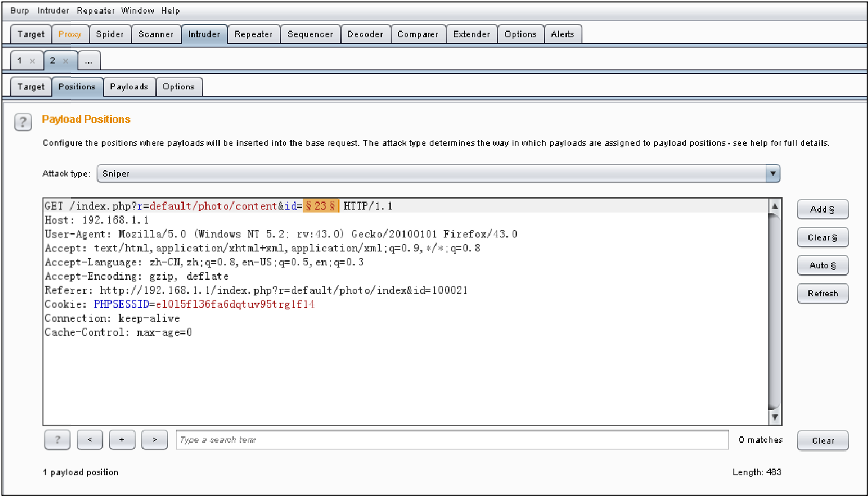 Burp Intruder Repeater Window Help
Target Proxy Spider Scanner Intruder Repeater Sequencer Decoder Comparer Extender Options Alerts
1 × 2 × ...
Target Positions Payloads Options
? Payload Positions
Configure the positions where payloads will be inserted into the base request. The attack type determines the way in which payloads are assigned to payload positions - see help for full details.
Attack type: Sniper
GET /index.php?r=default/photo/content&id=§23§ HTTP/1.1
Host: 192.168.1.1
User-Agent: Mozilla/5.0 (Windows NT 5.2; rv:43.0) Gecko/20100101 Firefox/43.0
Accept: text/html,application/xhtml+xml,application/xml;q=0.9,*/*;q=0.8
Accept-Language: zh-CN,zh;q=0.8,en-US;q=0.5,en;q=0.3
Accept-Encoding: gzip, deflate
Referer: http://192.168.1.1/index.php?r=default/photo/index&id=100021
Cookie: PHPSESSID=el0l5fl36fa6dqtuv95trglf14
Connection: keep-alive
Cache-Control: max-age=0
Add §
Clear §
Auto §
Refresh
? < + > Type a search term 0 matches Clear
1 payload position Length: 483